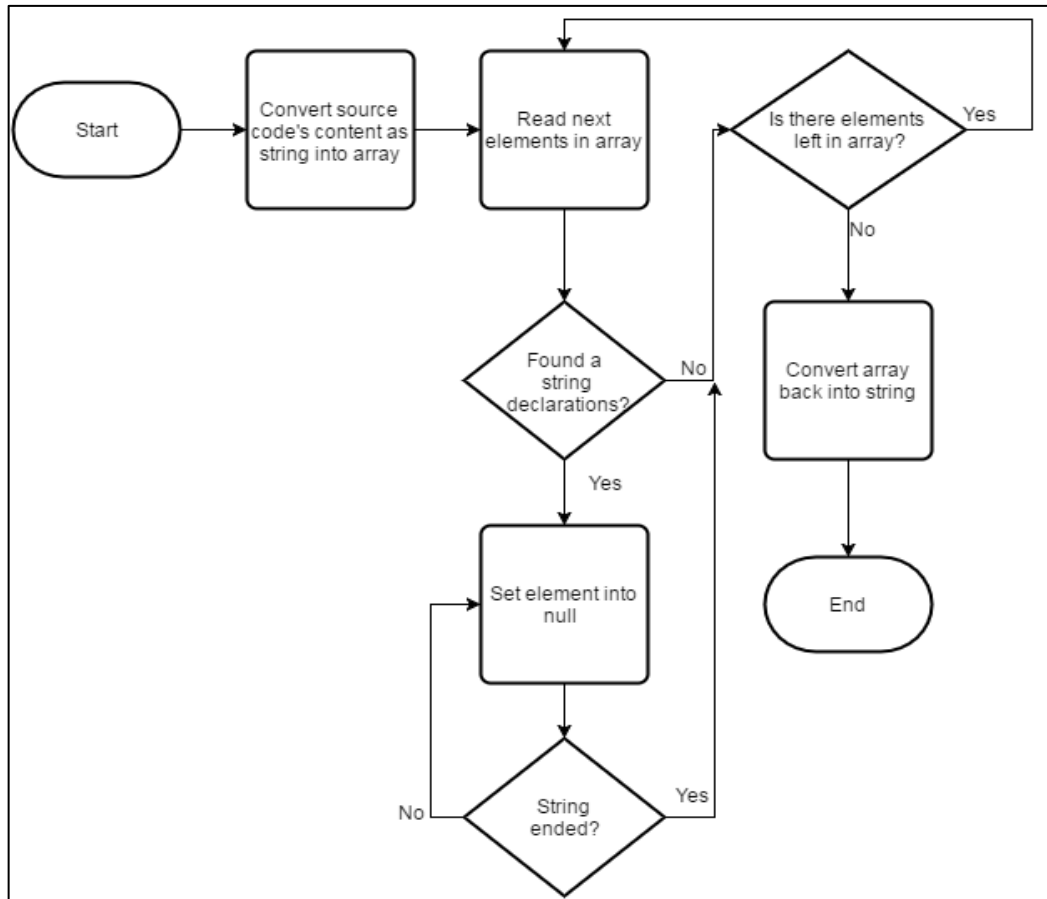 Start
Convert source
code's content as
string into array
Read next
elements in array
Is there elements
left in array?
Yes
No
Found a
string
declarations?
No
Convert array
back into string
Yes
Set element into
null
End
No
String
ended?
Yes